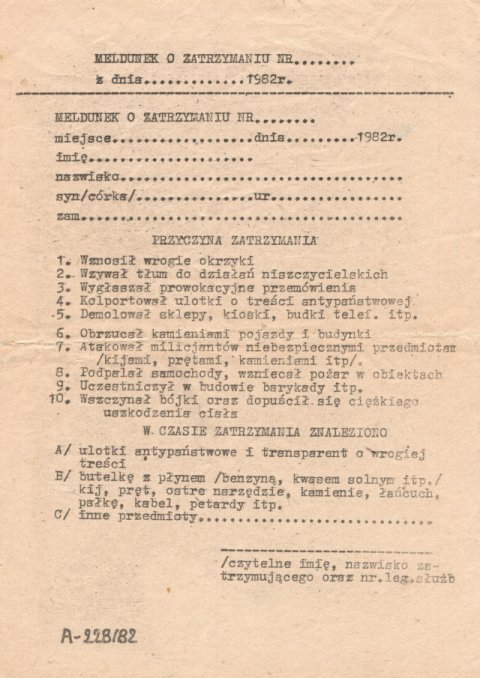 MELDUNEK O ZATRZYMANIU NR........
z dnia.............1982r.
MELDUNEK O ZATRZYMANIU NR........
miejsce..................dnia..........1982r.
imię.....................
nazwisko....................................
syn/córka/...............ur.................
zam.........................................
PRZYCZYNA ZATRZYMANIA
1. Wznosił wrogie okrzyki
2. Wzywał tłum do działań niszczycielskich
3. Wygłaszał prowokacyjne przemówienia
4. Kolportował ulotki o treści antypaństwowej
5. Demolował sklepy, kioski, budki telef. itp.
6. Obrzucał kamieniami pojazdy i budynki
7. Atakował milicjantów niebezpiecznymi przedmiotam
/kijami, prętami, kamieniami itp/.
8. Podpalał samochody, wzniecał pożar w obiektach
9. Uczestniczył w budowie barykady itp.
10. Wszczynał bójki oraz dopuścił się ciężkiego
uszkodzenia ciała
W CZASIE ZATRZYMANIA ZNALEZIONO
A/ ulotki antypaństwowe i transparent o wrogiej
treści
B/ butelkę z płynem /benzyną, kwasem solnym itp./
kij, pręt, ostre narzędzie, kamienie, łańcuch,
pałkę, kabel, petardy itp.
C/ inne przedmioty..............................
/czytelne imię, nazwisko za-
trzymującego oraz nr.leg.służb
A-228/82